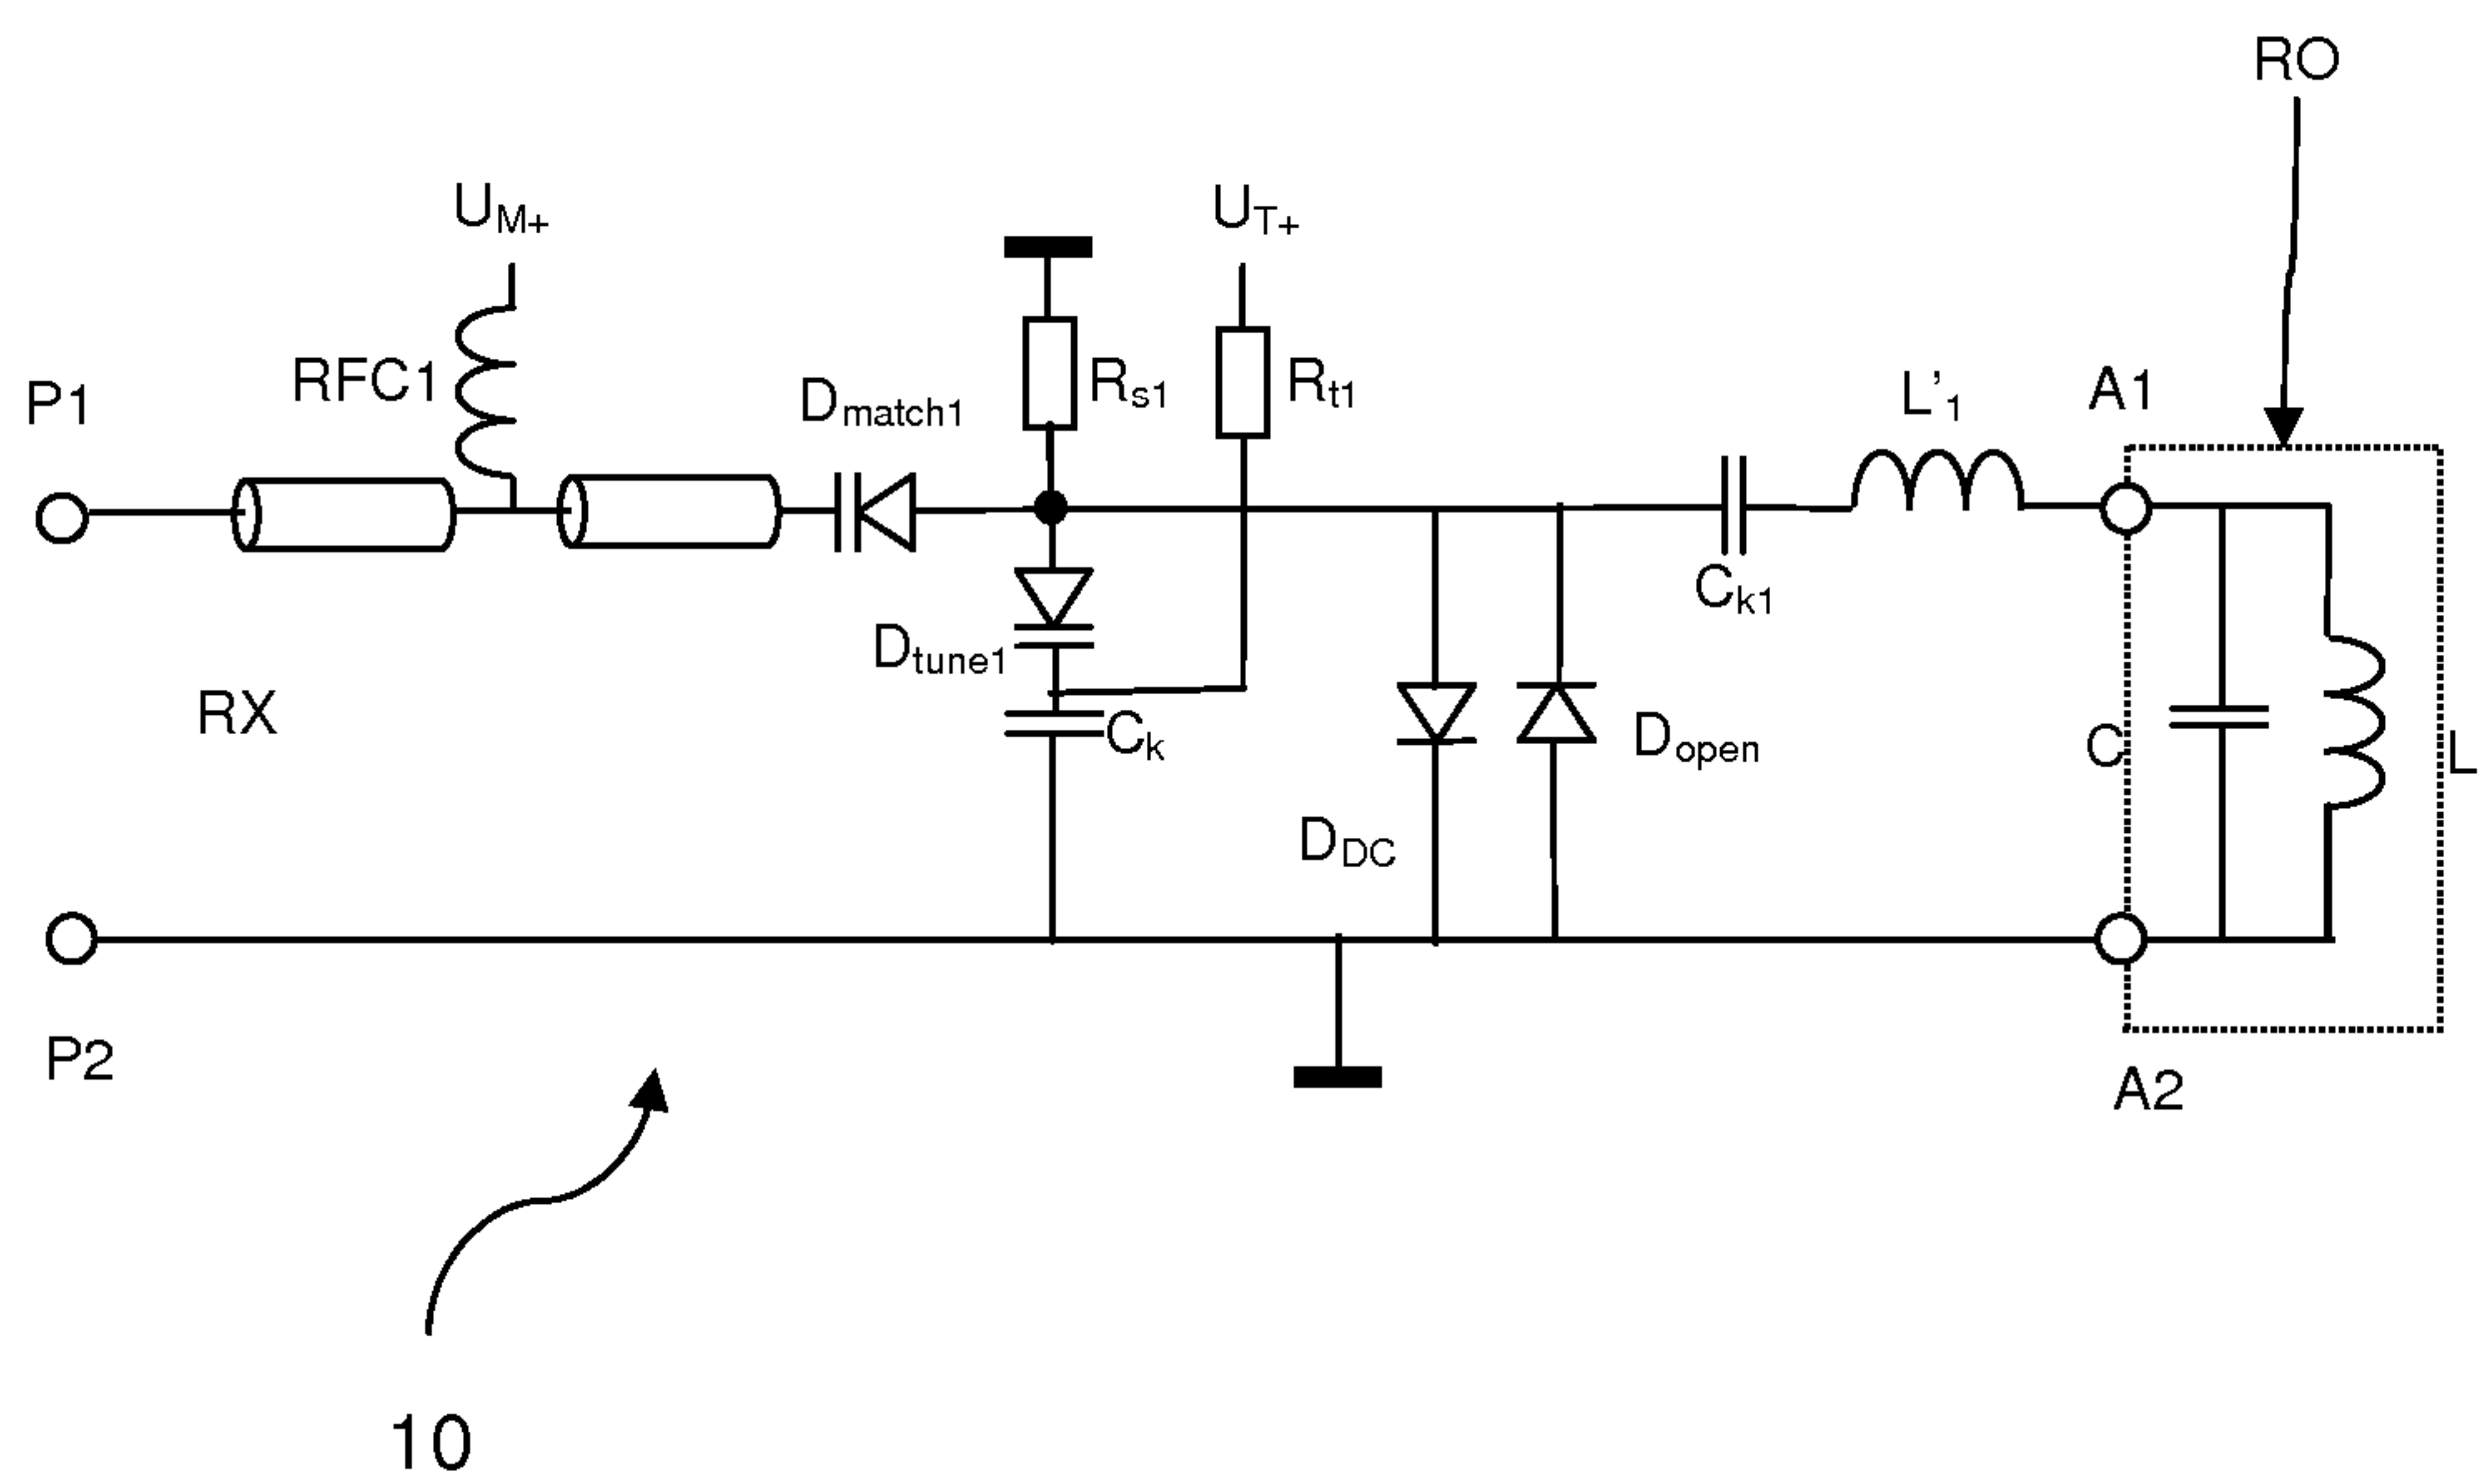 RO
U_M+
U_T+
RFC1
P1
D_match1
R_s1
R_t1
L'_1
A1
C_k1
D_tune1
RX
C_k
D_open
C
L
D_DC
P2
A2
10